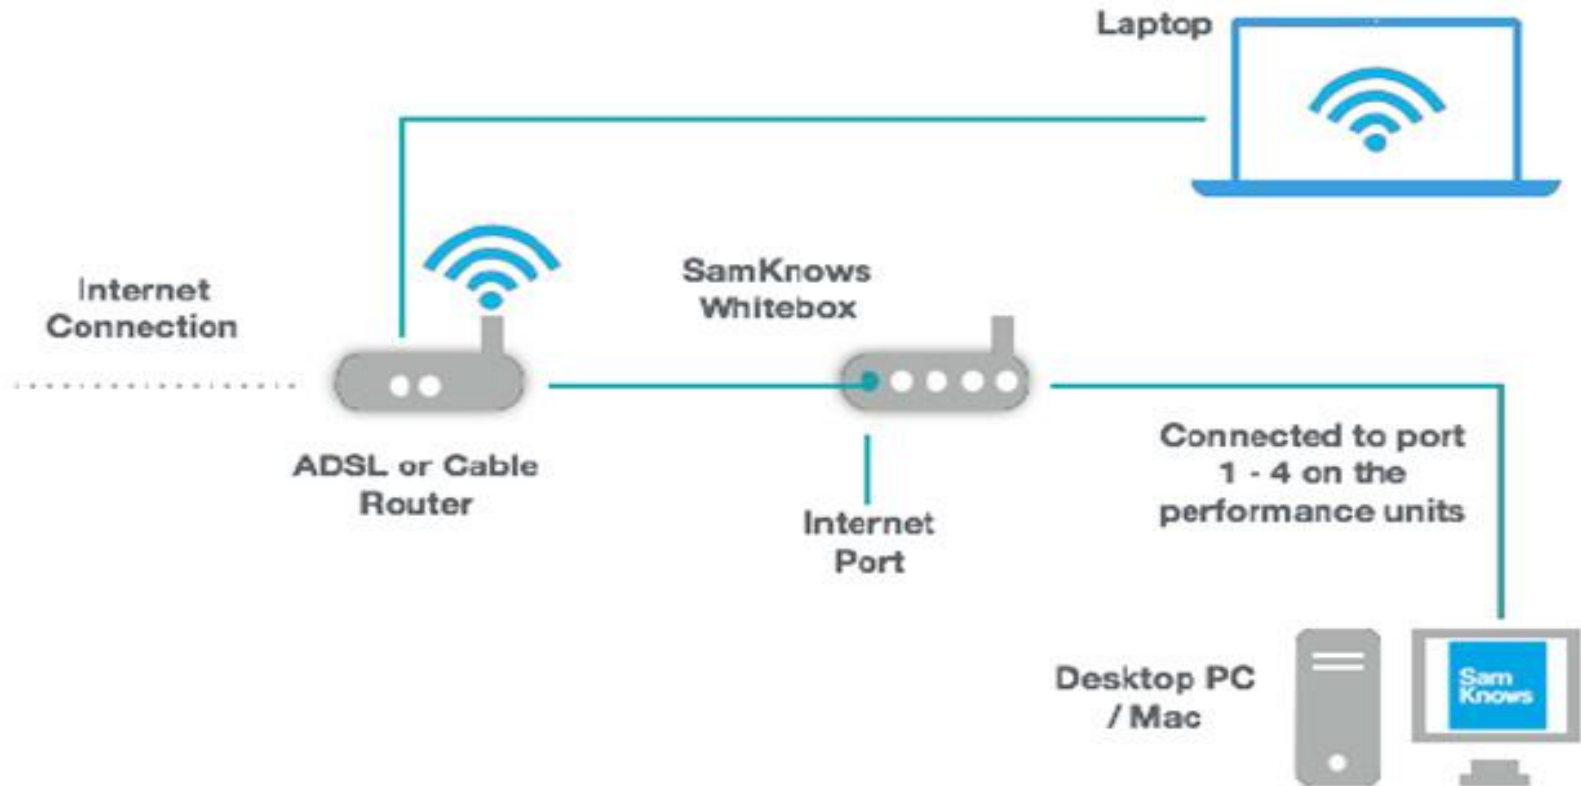 Laptop
Internet
Connection
SamKnows
Whitebox
ADSL or Cable
Router
Internet
Port
Connected to port
1 - 4 on the
performance units
Desktop PC
/ Mac
Sam
Knows